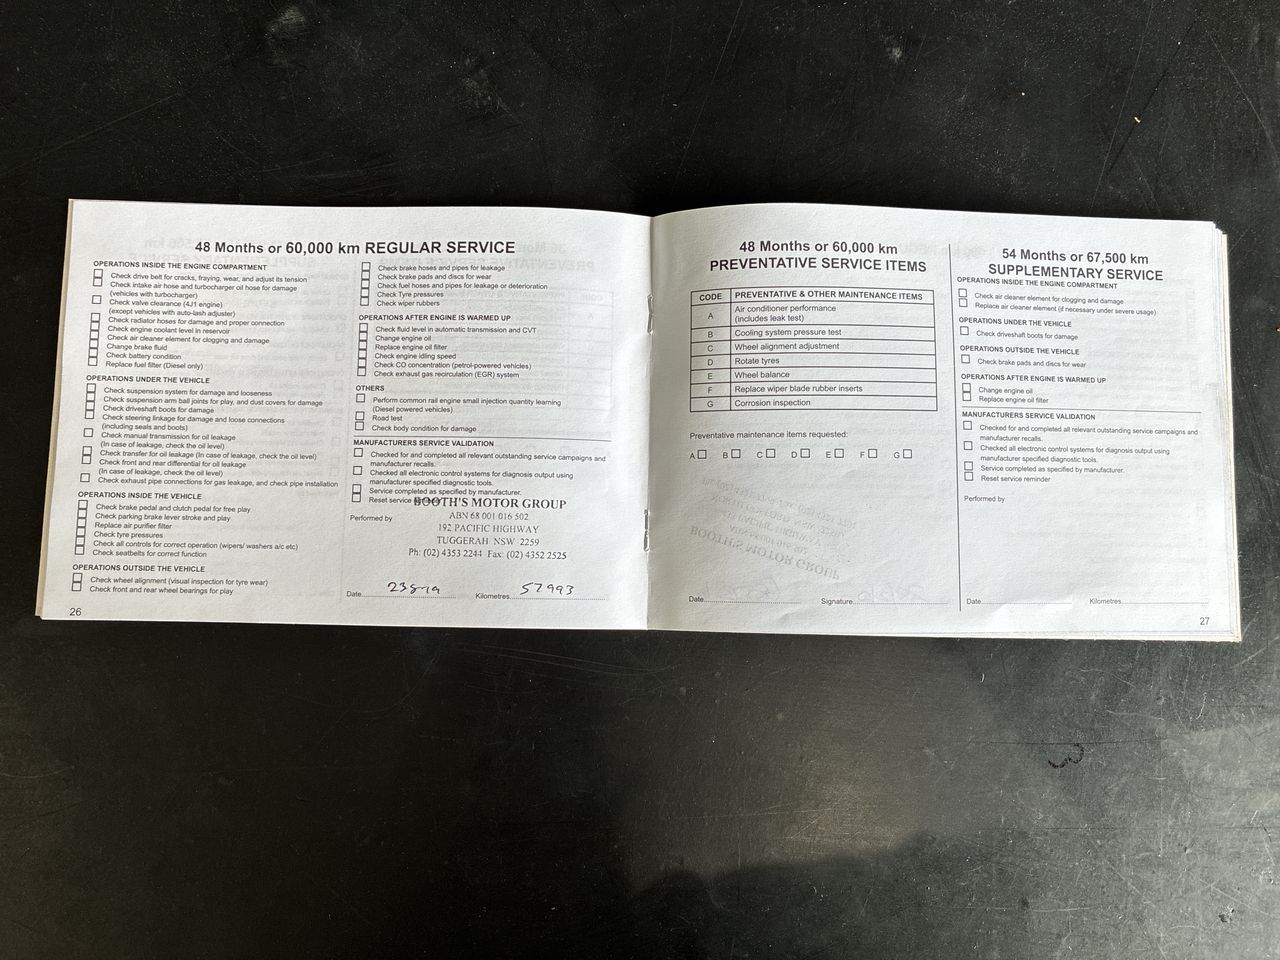 48 Months or 60,000 km REGULAR SERVICE
OPERATIONS INSIDE THE ENGINE COMPARTMENT
Check drive belt for cracks, fraying, wear, and adjust its tension
Check intake air hose and turbocharger oil hose for damage
(vehicles with turbocharger)
Check valve clearance (4J1 engine)
(except vehicles with auto-lash adjuster)
Check radiator hoses for damage and proper connection
Check engine coolant level in reservoir
Check air cleaner element for clogging and damage
Change brake fluid
Check battery condition
Replace fuel filter (Diesel only)
OPERATIONS UNDER THE VEHICLE
Check suspension system for damage and looseness
Check suspension arm ball joints for play, and dust covers for damage
Check driveshaft boots for damage
Check steering linkage for damage and loose connections
(including seals and boots)
Check manual transmission for oil leakage
(In case of leakage, check the oil level)
Check transfer for oil leakage (In case of leakage, check the oil level)
Check front and rear differential for oil leakage
(In case of leakage, check the oil level)
Check exhaust pipe connections for gas leakage, and check pipe installation
OPERATIONS INSIDE THE VEHICLE
Check brake pedal and clutch pedal for free play
Check parking brake lever stroke and play
Replace air purifier filter
Check tyre pressures
Check all controls for correct operation (wipers/ washers a/c etc)
Check seatbelts for correct function
OPERATIONS OUTSIDE THE VEHICLE
Check wheel alignment (visual inspection for tyre wear)
Check front and rear wheel bearings for play
26
Check brake hoses and pipes for leakage
Check brake pads and discs for wear
Check fuel hoses and pipes for leakage or deterioration
Check Tyre pressures
Check wiper rubbers
OPERATIONS AFTER ENGINE IS WARMED UP
Check fluid level in automatic transmission and CVT
Change engine oil
Replace engine oil filter
Check engine idling speed
Check CO concentration (petrol-powered vehicles)
Check exhaust gas recirculation (EGR) system
OTHERS
Perform common rail engine small injection quantity learning
(Diesel powered vehicles)
Road test
Check body condition for damage
MANUFACTURERS SERVICE VALIDATION
Checked for and completed all relevant outstanding service campaigns and
manufacturer recalls.
Checked all electronic control systems for diagnosis output using
manufacturer specified diagnostic tools.
Service completed as specified by manufacturer.
Reset service
BOOTH'S MOTOR GROUP
Performed by
ABN 68 001 016 502
192 PACIFIC HIGHWAY
TUGGERAH NSW 2259
Ph: (02) 4353 2244 Fax: (02) 4352 2525
Date Kilometres 57993
48 Months or 60,000 km
PREVENTATIVE SERVICE ITEMS
CODE PREVENTATIVE & OTHER MAINTENANCE ITEMS
A Air conditioner performance
(includes leak test)
B Cooling system pressure test
C Wheel alignment adjustment
D Rotate tyres
E Wheel balance
F Replace wiper blade rubber inserts
G Corrosion inspection
Preventative maintenance items requested:
A B C D E F G
Date Signature
54 Months or 67,500 km
SUPPLEMENTARY SERVICE
OPERATIONS INSIDE THE ENGINE COMPARTMENT
Check air cleaner element for clogging and damage
Replace air cleaner element (if necessary under severe usage)
OPERATIONS UNDER THE VEHICLE
Check driveshaft boots for damage
OPERATIONS OUTSIDE THE VEHICLE
Check brake pads and discs for wear
OPERATIONS AFTER ENGINE IS WARMED UP
Change engine oil
Replace engine oil filter
MANUFACTURERS SERVICE VALIDATION
Checked for and completed all relevant outstanding service campaigns and
manufacturer recalls.
Checked all electronic control systems for diagnosis output using
manufacturer specified diagnostic tools.
Service completed as specified by manufacturer.
Reset service reminder
Performed by
Date Kilometres
27